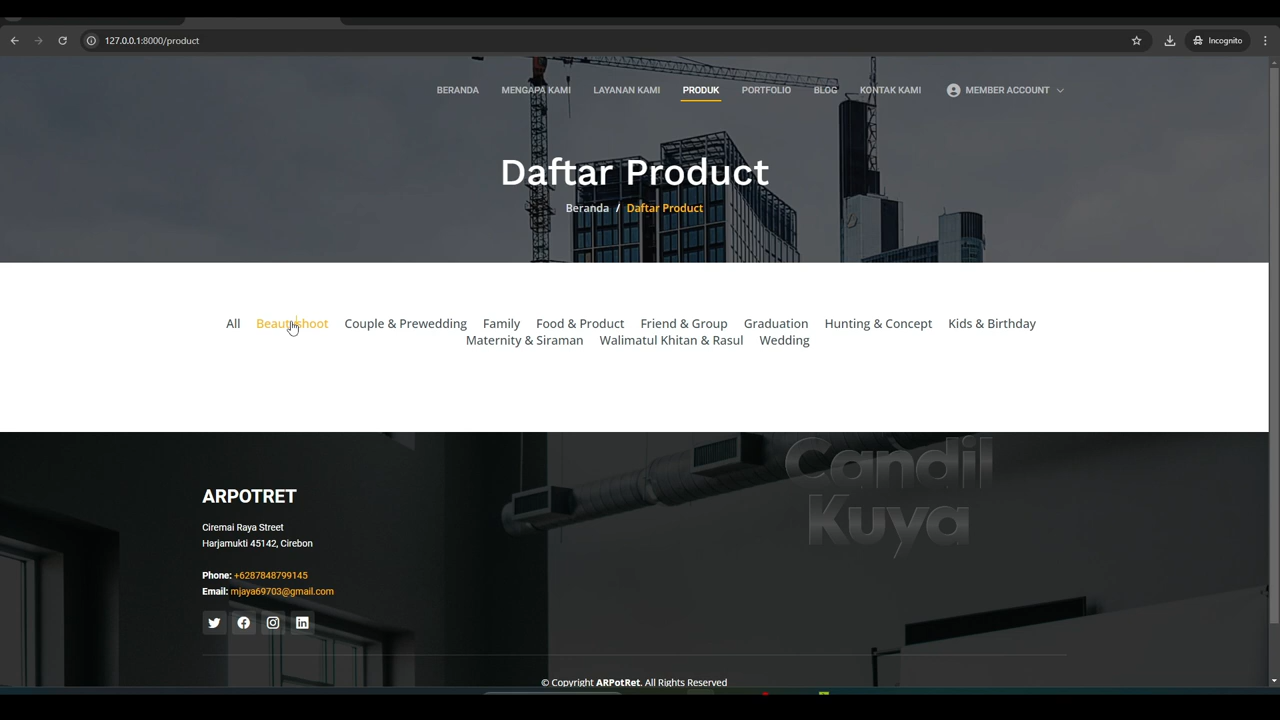 127.0.0.1:8000/product
Incognito
BERANDA MENGAPA KAMI LAYANAN KAMI PRODUK PORTFOLIO BLOG KONTAK KAMI MEMBER ACCOUNT
Daftar Product
Beranda / Daftar Product
All Beautyshoot Couple & Prewedding Family Food & Product Friend & Group Graduation Hunting & Concept Kids & Birthday
Maternity & Siraman Walimatul Khitan & Rasul Wedding
Candil
Kuya
ARPOTRET
Ciremai Raya Street
Harjamukti 45142, Cirebon
Phone: +6287848799145
Email: mjaya69703@gmail.com
© Copyright ARPotRet. All Rights Reserved